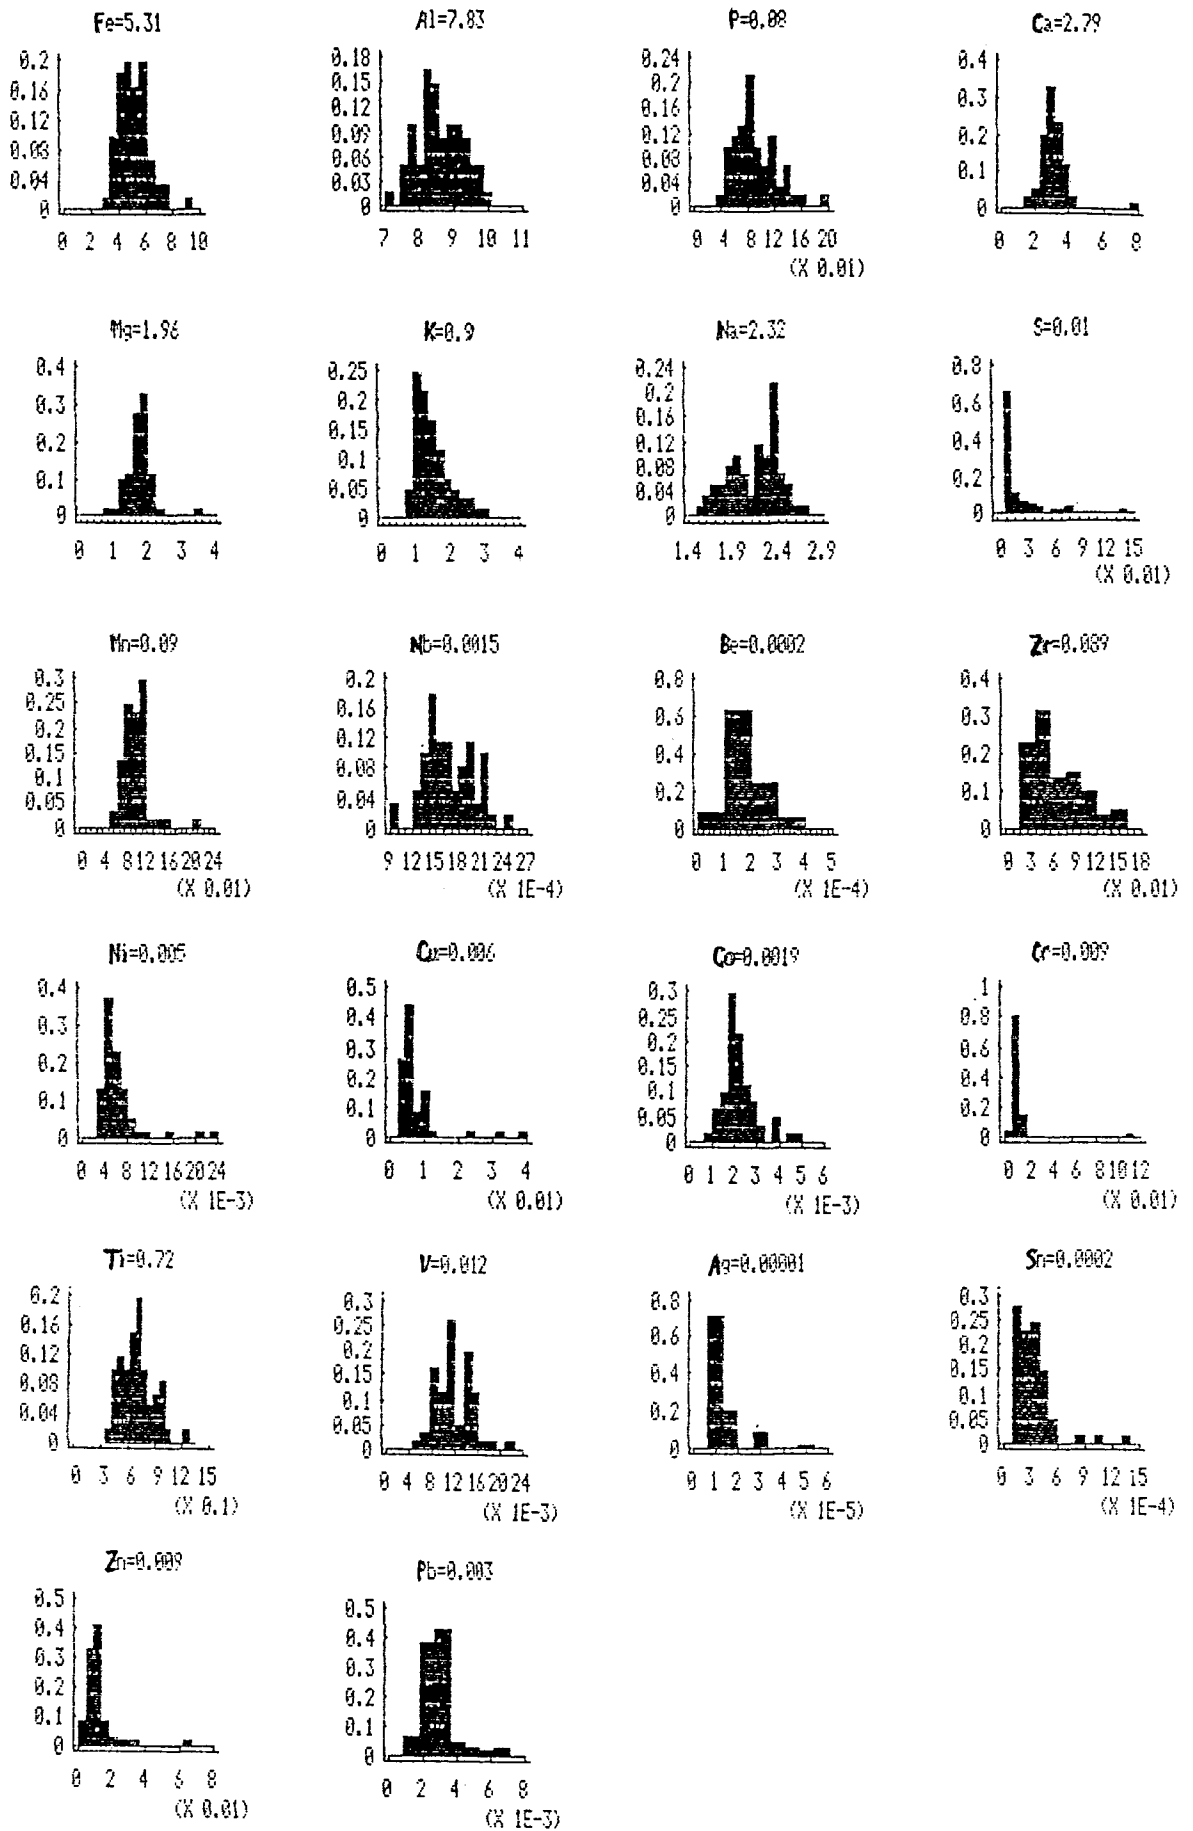 Fe=5.31
Al=7.83
P=0.08
Ca=2.79
0.2
0.16
0.12
0.08
0.04
0
0 2 4 6 8 10
0.18
0.15
0.12
0.09
0.06
0.03
0
7 8 9 10 11
0.24
0.2
0.16
0.12
0.08
0.04
0
0 4 8 12 16 20
(X 0.01)
0.4
0.3
0.2
0.1
0
0 2 4 6 8
Mg=1.96
K=0.9
Na=2.32
S=0.01
0.4
0.3
0.2
0.1
0
0 1 2 3 4
0.25
0.2
0.15
0.1
0.05
0
0 1 2 3 4
0.24
0.2
0.16
0.12
0.08
0.04
0
1.4 1.9 2.4 2.9
0.8
0.6
0.4
0.2
0
0 3 6 9 12 15
(X 0.01)
Mn=0.09
Nb=0.0015
Be=0.0002
Zr=0.089
0.3
0.25
0.2
0.15
0.1
0.05
0
0 4 8 12 16 20 24
(X 0.01)
0.2
0.16
0.12
0.08
0.04
0
9 12 15 18 21 24 27
(X 1E-4)
0.8
0.6
0.4
0.2
0
0 1 2 3 4 5
(X 1E-4)
0.4
0.3
0.2
0.1
0
0 3 6 9 12 15 18
(X 0.01)
Ni=0.005
Cu=0.006
Co=0.0019
Cr=0.009
0.4
0.3
0.2
0.1
0
0 4 8 12 16 20 24
(X 1E-3)
0.5
0.4
0.3
0.2
0.1
0
0 1 2 3 4
(X 0.01)
0.3
0.25
0.2
0.15
0.1
0.05
0
0 1 2 3 4 5 6
(X 1E-3)
1
0.8
0.6
0.4
0.2
0
0 2 4 6 8 10 12
(X 0.01)
Ti=0.72
V=0.012
Ag=0.00001
Sn=0.0002
0.2
0.16
0.12
0.08
0.04
0
0 3 6 9 12 15
(X 0.1)
0.3
0.25
0.2
0.15
0.1
0.05
0
0 4 8 12 16 20 24
(X 1E-3)
0.8
0.6
0.4
0.2
0
0 1 2 3 4 5 6
(X 1E-5)
0.3
0.25
0.2
0.15
0.1
0.05
0
0 3 6 9 12 15
(X 1E-4)
Zn=0.009
Pb=0.003
0.5
0.4
0.3
0.2
0.1
0
0 2 4 6 8
(X 0.01)
0.5
0.4
0.3
0.2
0.1
0
0 2 4 6 8
(X 1E-3)